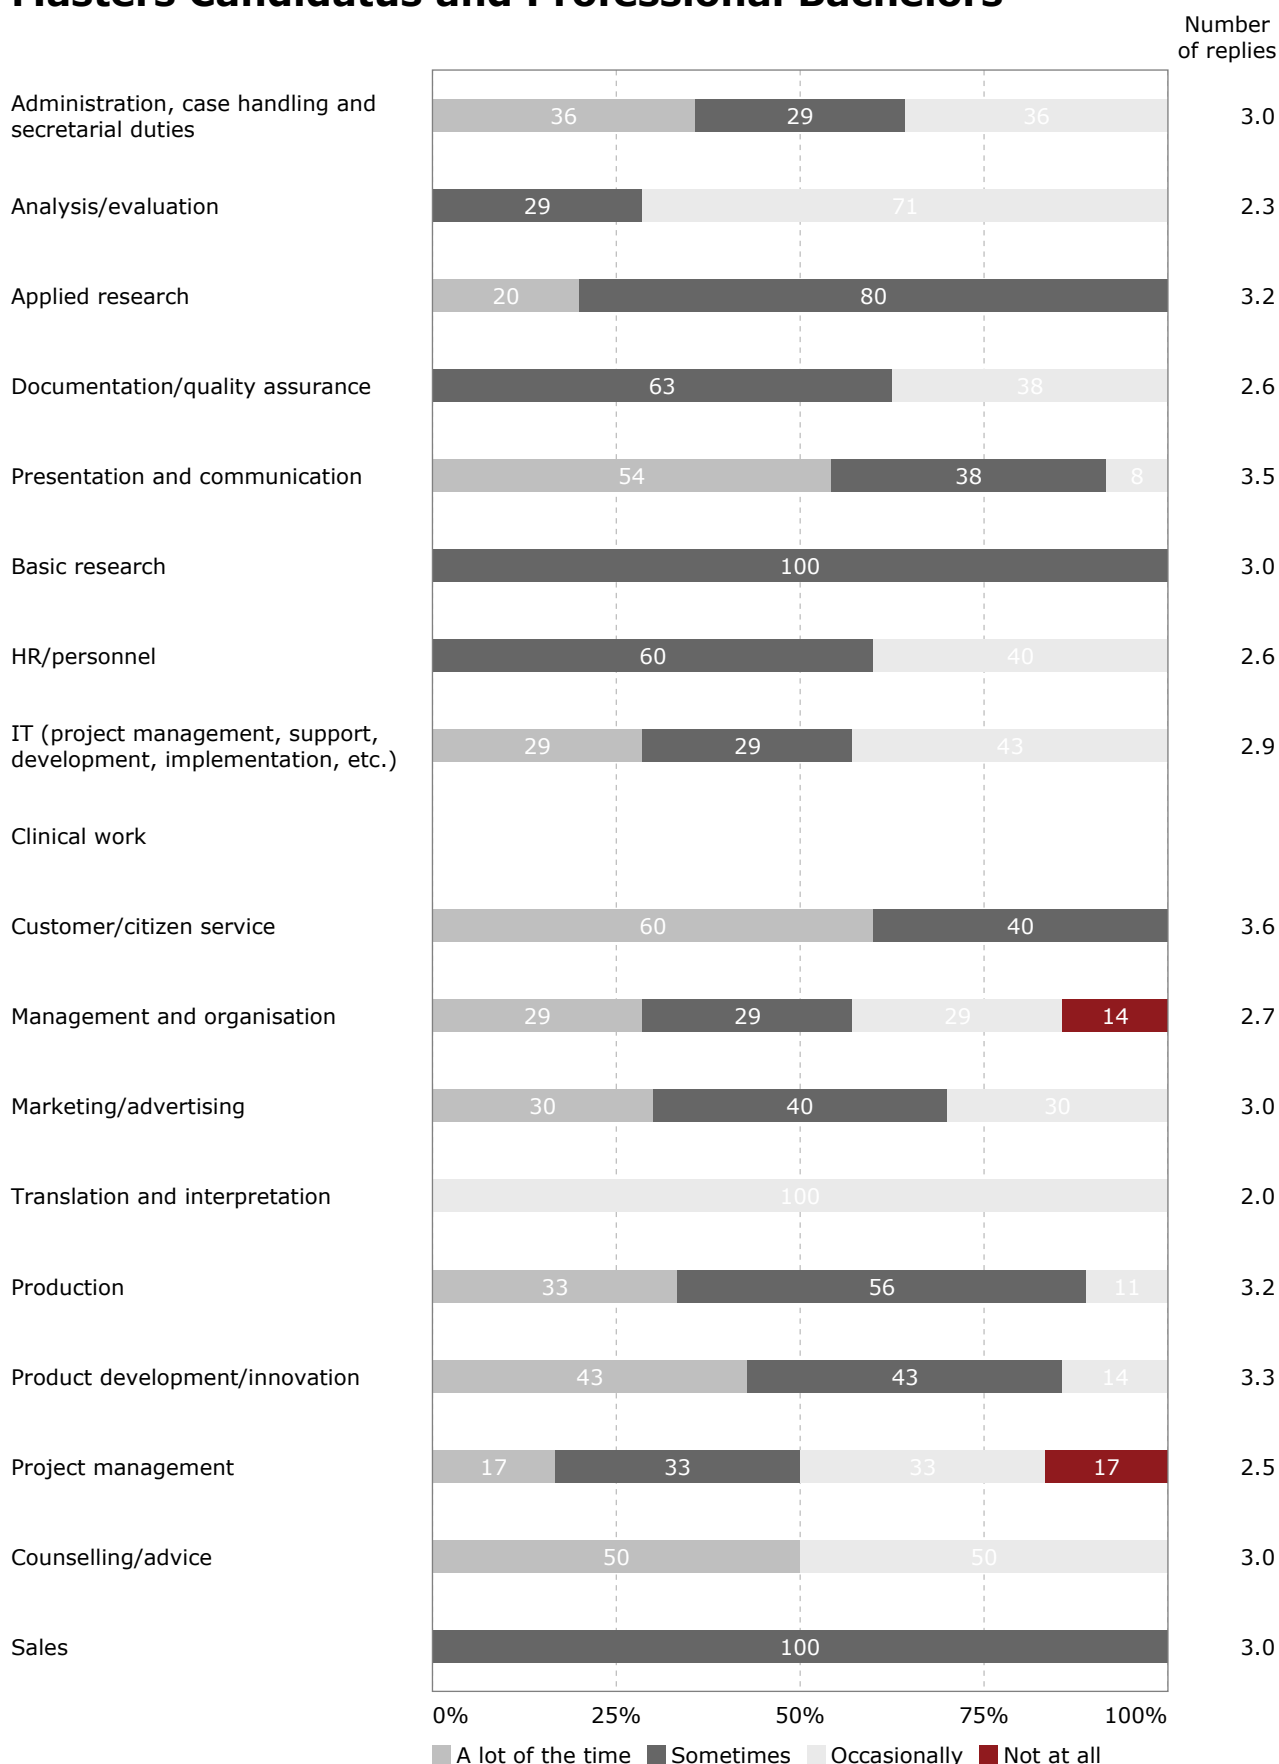 Masters Candidatus and Professional Bachelors
Number
of replies
Administration, case handling and
secretarial duties
36 29 36 3.0
Analysis/evaluation 29 71 2.3
Applied research 20 80 3.2
Documentation/quality assurance 63 38 2.6
Presentation and communication 54 38 8 3.5
Basic research 100 3.0
HR/personnel 60 40 2.6
IT (project management, support,
development, implementation, etc.)
29 29 43 2.9
Clinical work
Customer/citizen service 60 40 3.6
Management and organisation 29 29 29 14 2.7
Marketing/advertising 30 40 30 3.0
Translation and interpretation 100 2.0
Production 33 56 11 3.2
Product development/innovation 43 43 14 3.3
Project management 17 33 33 17 2.5
Counselling/advice 50 50 3.0
Sales 100 3.0
0% 25% 50% 75% 100%
A lot of the time Sometimes Occasionally Not at all